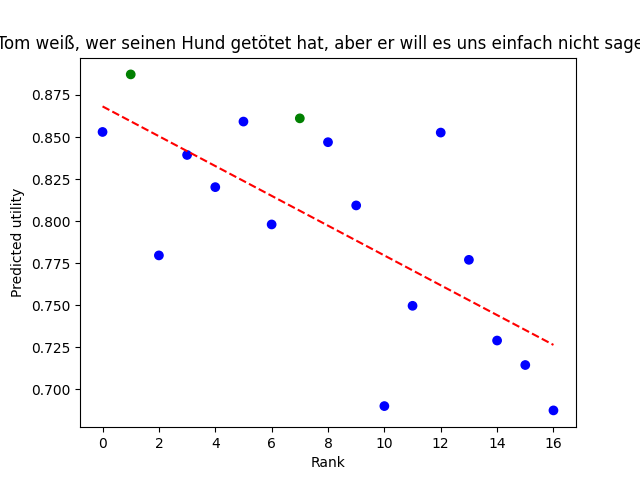 Tom weiß, wer seinen Hund getötet hat, aber er will es uns einfach nicht sage
0.875
0.850
0.825
0.800
0.775
0.750
0.725
0.700
Predicted utility
0 2 4 6 8 10 12 14 16
Rank